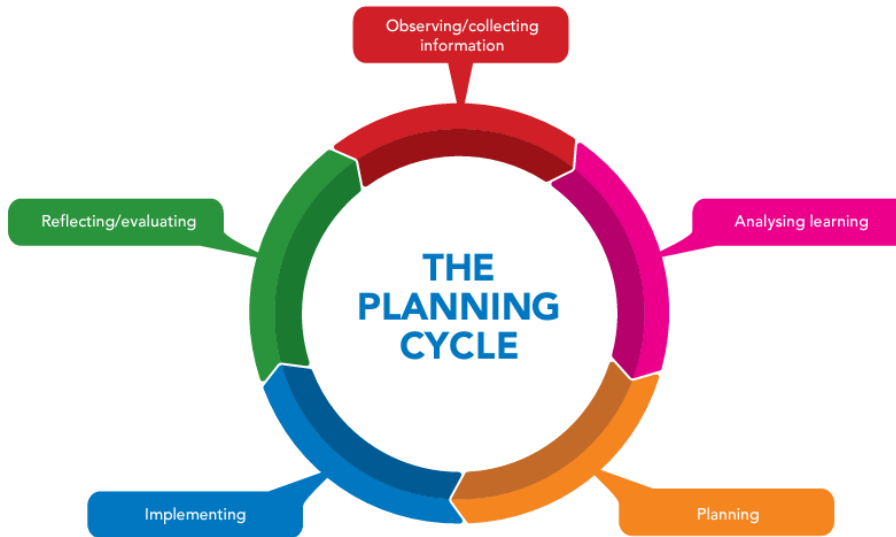 Observing/collecting
information
Analysing learning
Planning
Implementing
Reflecting/evaluating
THE
PLANNING
CYCLE